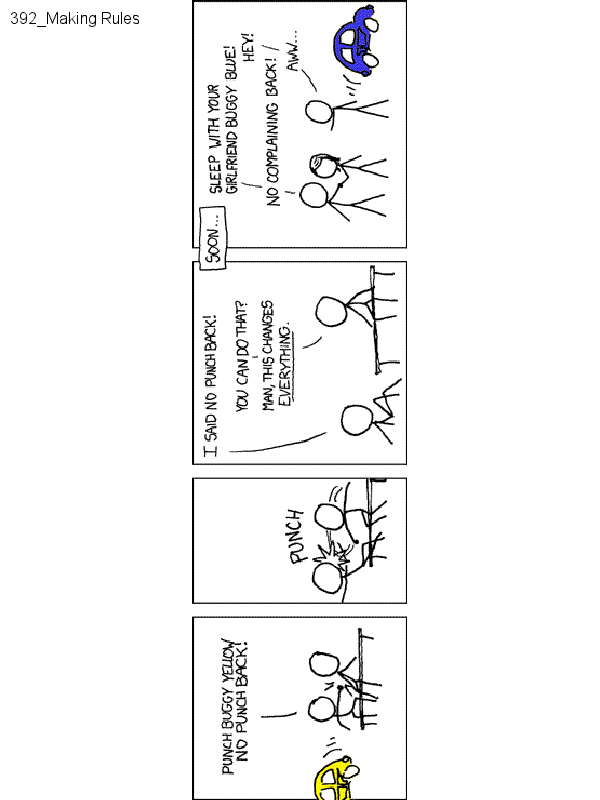 392_Making Rules
PUNCH BUGGY YELLOW
NO PUNCH BACK!
PUNCH
I SAID NO PUNCH BACK!
YOU CAN DO THAT?
MAN, THIS CHANGES
EVERYTHING.
SOON...
SLEEP WITH YOUR
GIRLFRIEND BUGGY BLUE!
HEY!
NO COMPLAINING BACK!
AWW...